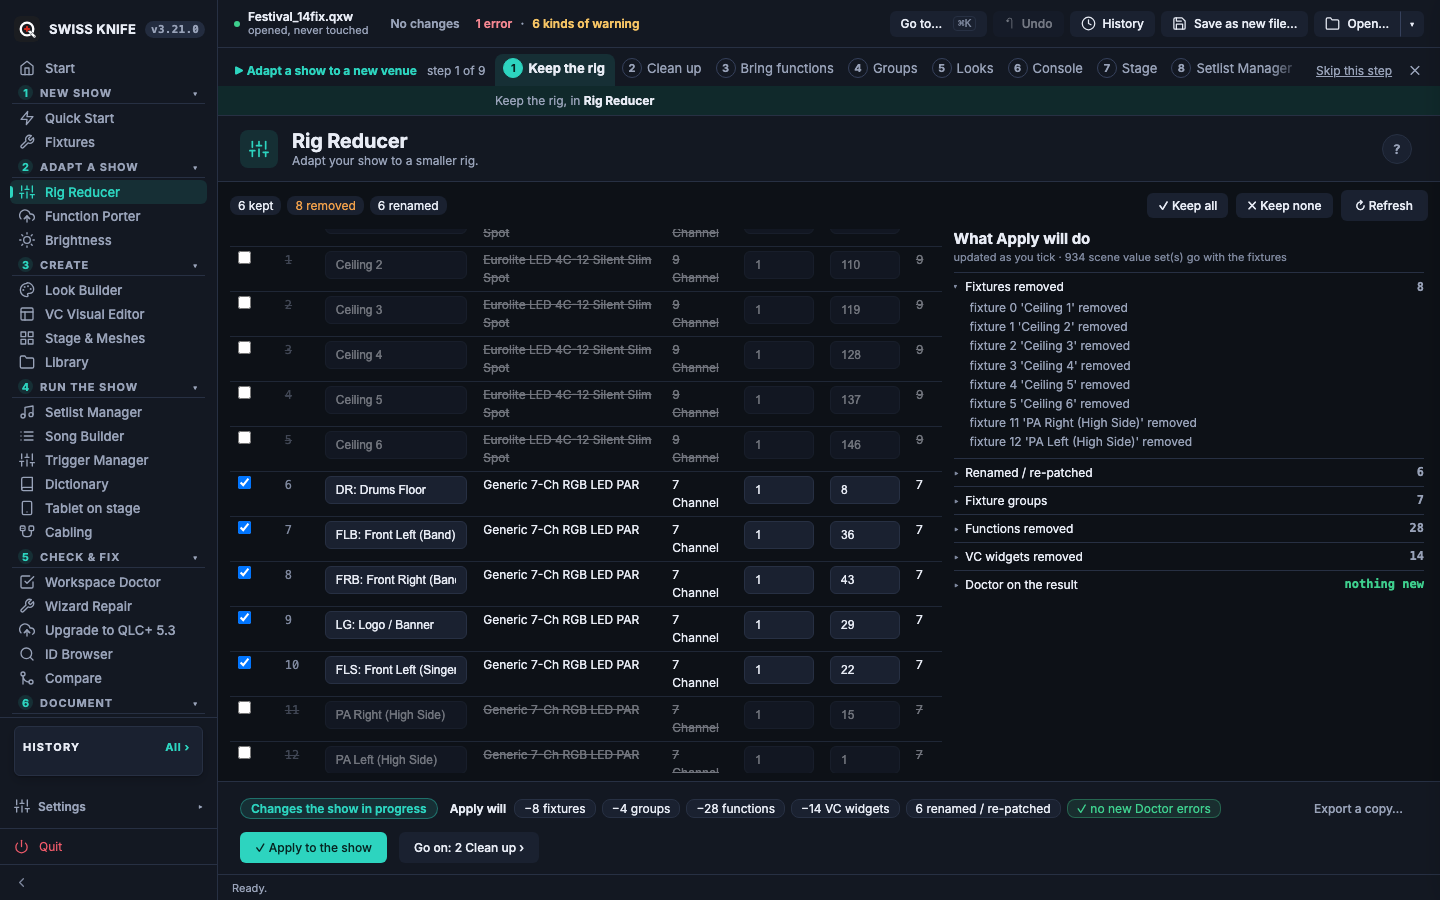 SWISS KNIFE v3.21.0
Start
1 NEW SHOW
Quick Start
Fixtures
2 ADAPT A SHOW
Rig Reducer
Function Porter
Brightness
3 CREATE
Look Builder
VC Visual Editor
Stage & Meshes
Library
4 RUN THE SHOW
Setlist Manager
Song Builder
Trigger Manager
Dictionary
Tablet on stage
Cabling
5 CHECK & FIX
Workspace Doctor
Wizard Repair
Upgrade to QLC+ 5.3
ID Browser
Compare
6 DOCUMENT
HISTORY All ›
Settings
Quit
Festival_14fix.qxw
opened, never touched
No changes 1 error · 6 kinds of warning
Go to... ⌘K Undo History Save as new file... Open...
Adapt a show to a new venue step 1 of 9 1 Keep the rig 2 Clean up 3 Bring functions 4 Groups 5 Looks 6 Console 7 Stage 8 Setlist Manager Skip this step ✕
Keep the rig, in Rig Reducer
Rig Reducer
Adapt your show to a smaller rig.
?
6 kept 8 removed 6 renamed ✓ Keep all ✕ Keep none ↻ Refresh
Spot Channel
1 Ceiling 2 Eurolite LED 4C-12 Silent Slim Spot 9 Channel 1 110 9
2 Ceiling 3 Eurolite LED 4C-12 Silent Slim Spot 9 Channel 1 119 9
3 Ceiling 4 Eurolite LED 4C-12 Silent Slim Spot 9 Channel 1 128 9
4 Ceiling 5 Eurolite LED 4C-12 Silent Slim Spot 9 Channel 1 137 9
5 Ceiling 6 Eurolite LED 4C-12 Silent Slim Spot 9 Channel 1 146 9
6 DR: Drums Floor Generic 7-Ch RGB LED PAR 7 Channel 1 8 7
7 FLB: Front Left (Band) Generic 7-Ch RGB LED PAR 7 Channel 1 36 7
8 FRB: Front Right (Ban Generic 7-Ch RGB LED PAR 7 Channel 1 43 7
9 LG: Logo / Banner Generic 7-Ch RGB LED PAR 7 Channel 1 29 7
10 FLS: Front Left (Singer Generic 7-Ch RGB LED PAR 7 Channel 1 22 7
11 PA Right (High Side) Generic 7-Ch RGB LED PAR 7 Channel 1 15 7
12 PA Left (High Side) Generic 7-Ch RGB LED PAR 7 Channel 1 1 7
What Apply will do
updated as you tick · 934 scene value set(s) go with the fixtures
Fixtures removed 8
fixture 0 'Ceiling 1' removed
fixture 1 'Ceiling 2' removed
fixture 2 'Ceiling 3' removed
fixture 3 'Ceiling 4' removed
fixture 4 'Ceiling 5' removed
fixture 5 'Ceiling 6' removed
fixture 11 'PA Right (High Side)' removed
fixture 12 'PA Left (High Side)' removed
Renamed / re-patched 6
Fixture groups 7
Functions removed 28
VC widgets removed 14
Doctor on the result nothing new
Changes the show in progress Apply will −8 fixtures −4 groups −28 functions −14 VC widgets 6 renamed / re-patched ✓ no new Doctor errors Export a copy...
✓ Apply to the show Go on: 2 Clean up ›
Ready.